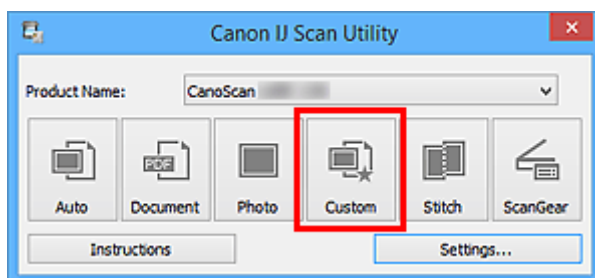 Canon IJ Scan Utility
Product Name: CanoScan
PDF
Auto Document Photo Custom Stitch ScanGear
Instructions Settings...